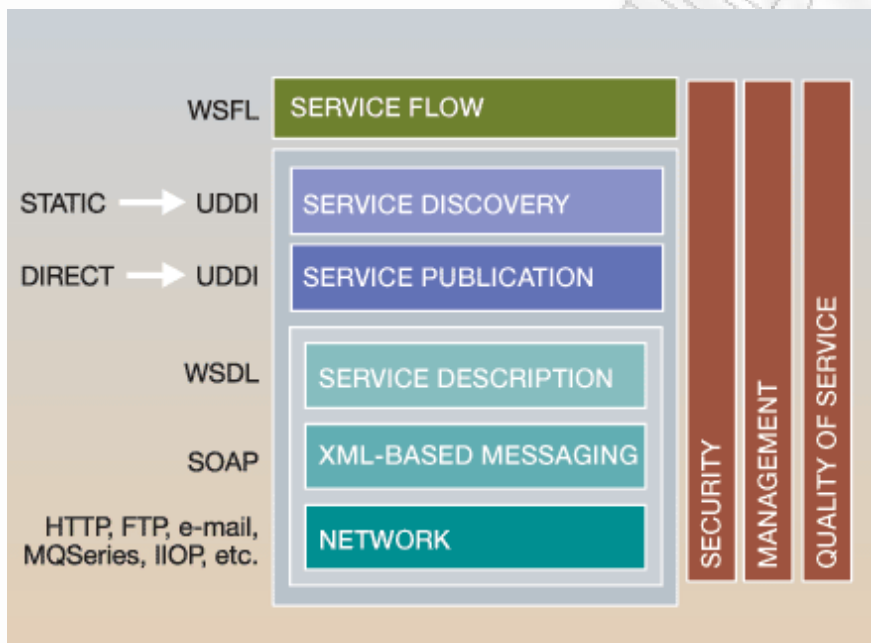 WSFL SERVICE FLOW
STATIC UDDI SERVICE DISCOVERY
DIRECT UDDI SERVICE PUBLICATION
WSDL SERVICE DESCRIPTION
SOAP XML-BASED MESSAGING
HTTP, FTP, e-mail,
MQSeries, IIOP, etc.
NETWORK
SECURITY
MANAGEMENT
QUALITY OF SERVICE